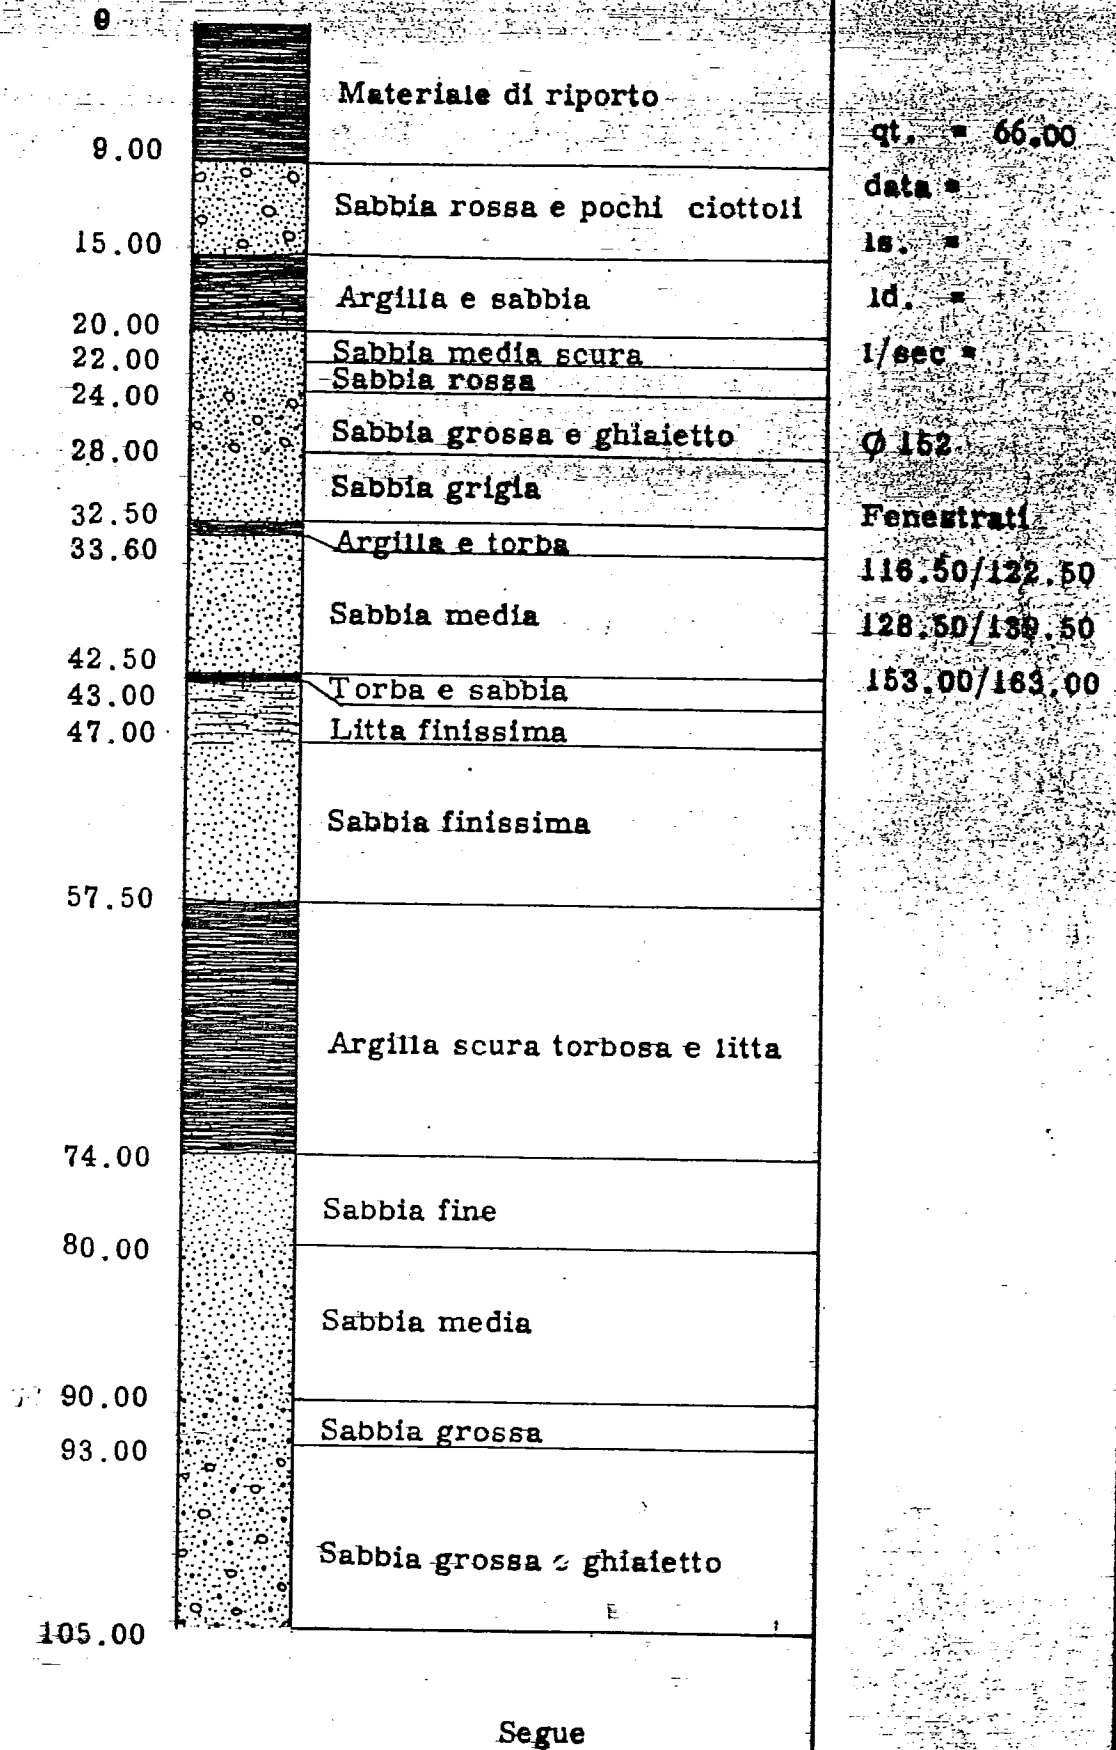 0
Materiale di riporto
9.00
Sabbia rossa e pochi ciottoli
15.00
Argilla e sabbia
20.00
Sabbia media scura
22.00
Sabbia rossa
24.00
Sabbia grossa e ghiaietto
28.00
Sabbia grigia
32.50
Argilla e torba
33.60
Sabbia media
42.50
Torba e sabbia
43.00
Litta finissima
47.00
Sabbia finissima
57.50
Argilla scura torbosa e litta
74.00
Sabbia fine
80.00
Sabbia media
90.00
Sabbia grossa
93.00
Sabbia grossa e ghiaietto
105.00
Segue
qt. = 66.00
data =
ls. =
ld. =
l/sec =
Ø 152
Fenestrati
116.50/122.50
128.50/139.50
153.00/163.00